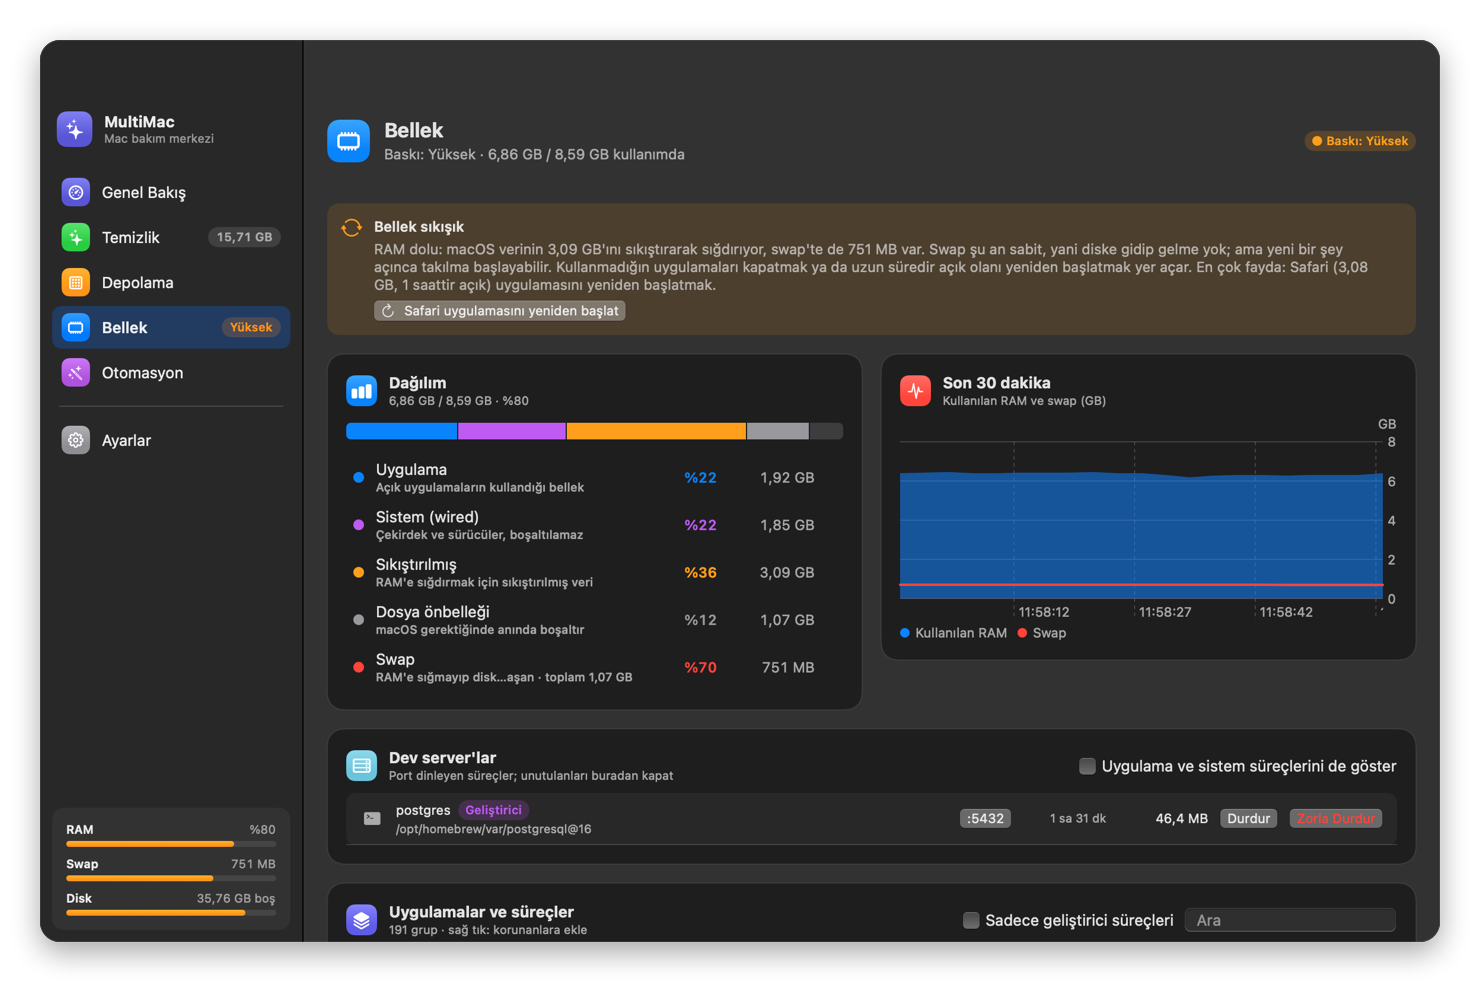 MultiMac
Mac bakım merkezi
Genel Bakış
Temizlik 15,71 GB
Depolama
Bellek Yüksek
Otomasyon
Ayarlar
RAM %80
Swap 751 MB
Disk 35,76 GB boş
Bellek
Baskı: Yüksek · 6,86 GB / 8,59 GB kullanımda
Baskı: Yüksek
Bellek sıkışık
RAM dolu: macOS verinin 3,09 GB'ını sıkıştırarak sığdırıyor, swap'te de 751 MB var. Swap şu an sabit, yani diske gidip gelme yok; ama yeni bir şey
açınca takılma başlayabilir. Kullanmadığın uygulamaları kapatmak ya da uzun süredir açık olanı yeniden başlatmak yer açar. En çok fayda: Safari (3,08
GB, 1 saattir açık) uygulamasını yeniden başlatmak.
Safari uygulamasını yeniden başlat
Dağılım
6,86 GB / 8,59 GB · %80
Uygulama %22 1,92 GB
Açık uygulamaların kullandığı bellek
Sistem (wired) %22 1,85 GB
Çekirdek ve sürücüler, boşaltılamaz
Sıkıştırılmış %36 3,09 GB
RAM'e sığdırmak için sıkıştırılmış veri
Dosya önbelleği %12 1,07 GB
macOS gerektiğinde anında boşaltır
Swap %70 751 MB
RAM'e sığmayıp disk...aşan · toplam 1,07 GB
Son 30 dakika
Kullanılan RAM ve swap (GB)
GB
8
6
4
2
0
11:58:12 11:58:27 11:58:42
Kullanılan RAM Swap
Dev server'lar
Port dinleyen süreçler; unutulanları buradan kapat
Uygulama ve sistem süreçlerini de göster
postgres Geliştirici
/opt/homebrew/var/postgresql@16
:5432 1 sa 31 dk 46,4 MB Durdur Zorla Durdur
Uygulamalar ve süreçler
191 grup · sağ tık: korunanlara ekle
Sadece geliştirici süreçleri Ara